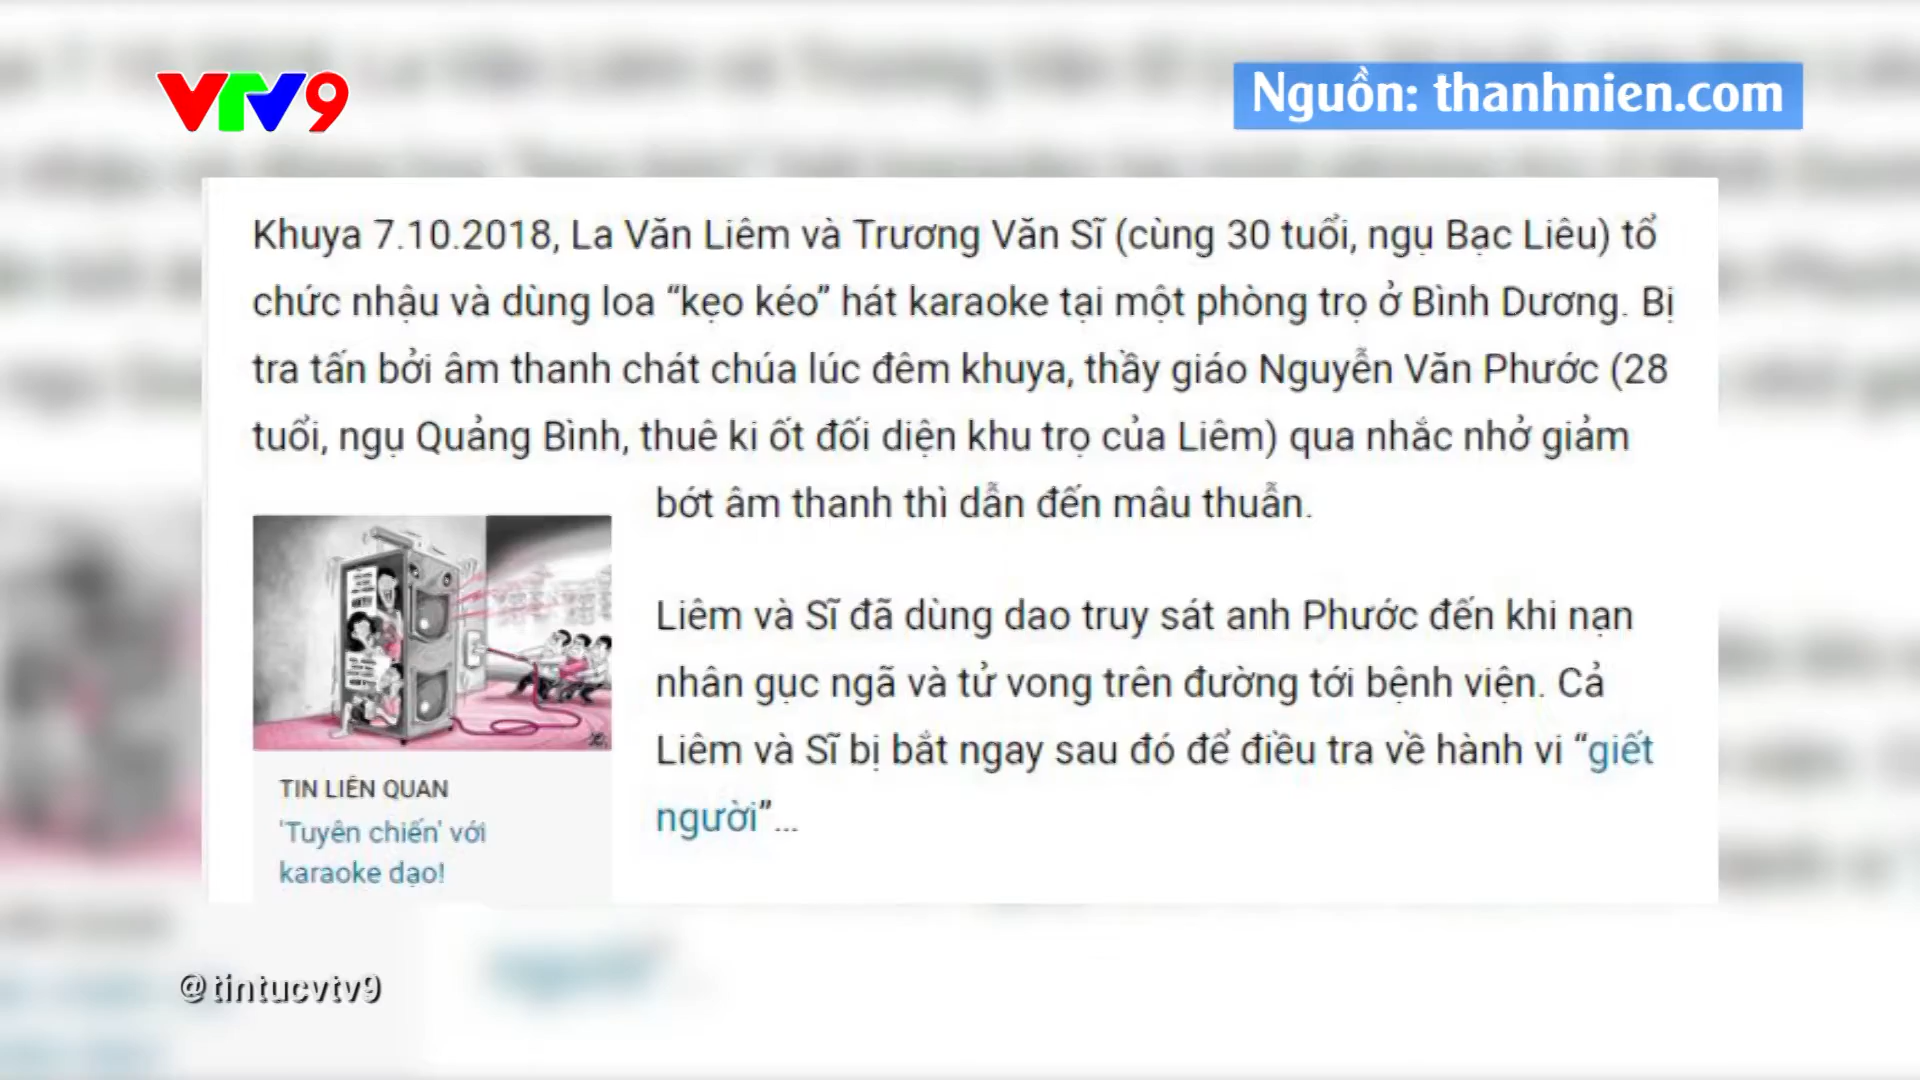 VTV9
Nguồn: thanhnien.com
Khuya 7.10.2018, La Văn Liêm và Trương Văn Sĩ (cùng 30 tuổi, ngụ Bạc Liêu) tổ
chức nhậu và dùng loa “kẹo kéo” hát karaoke tại một phòng trọ ở Bình Dương. Bị
tra tấn bởi âm thanh chát chúa lúc đêm khuya, thầy giáo Nguyễn Văn Phước (28
tuổi, ngụ Quảng Bình, thuê ki ốt đối diện khu trọ của Liêm) qua nhắc nhở giảm
bớt âm thanh thì dẫn đến mâu thuẫn.
Liêm và Sĩ đã dùng dao truy sát anh Phước đến khi nạn
nhân gục ngã và tử vong trên đường tới bệnh viện. Cả
Liêm và Sĩ bị bắt ngay sau đó để điều tra về hành vi “giết
người”...
TIN LIÊN QUAN
'Tuyên chiến' với
karaoke dạo!
@tintucvtv9